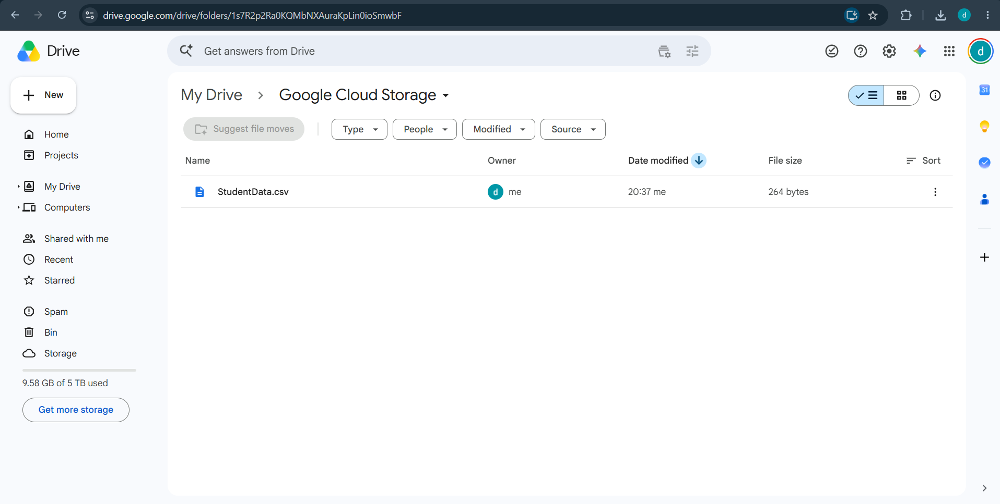 drive.google.com/drive/folders/1s7R2p2Ra0KQMbNXAuraKpLin0ioSmwbF
d
Drive
Get answers from Drive
d
New
My Drive
Google Cloud Storage
31
Suggest file moves
Type
People
Modified
Source
Home
Projects
Name
Owner
Date modified
File size
Sort
My Drive
StudentData.csv
d
me
20:37 me
264 bytes
Computers
Shared with me
Recent
Starred
Spam
Bin
Storage
9.58 GB of 5 TB used
Get more storage